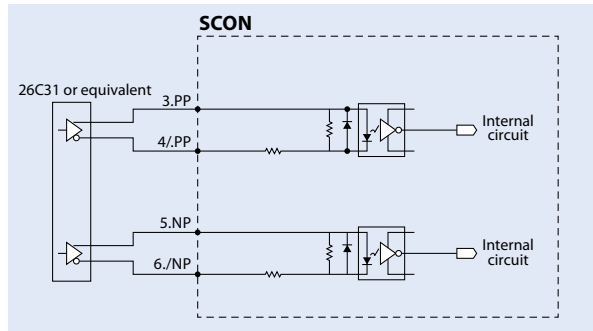 SCON
26C31 or equivalent
3.PP
4/.PP
Internal
circuit
5.NP
6./NP
Internal
circuit